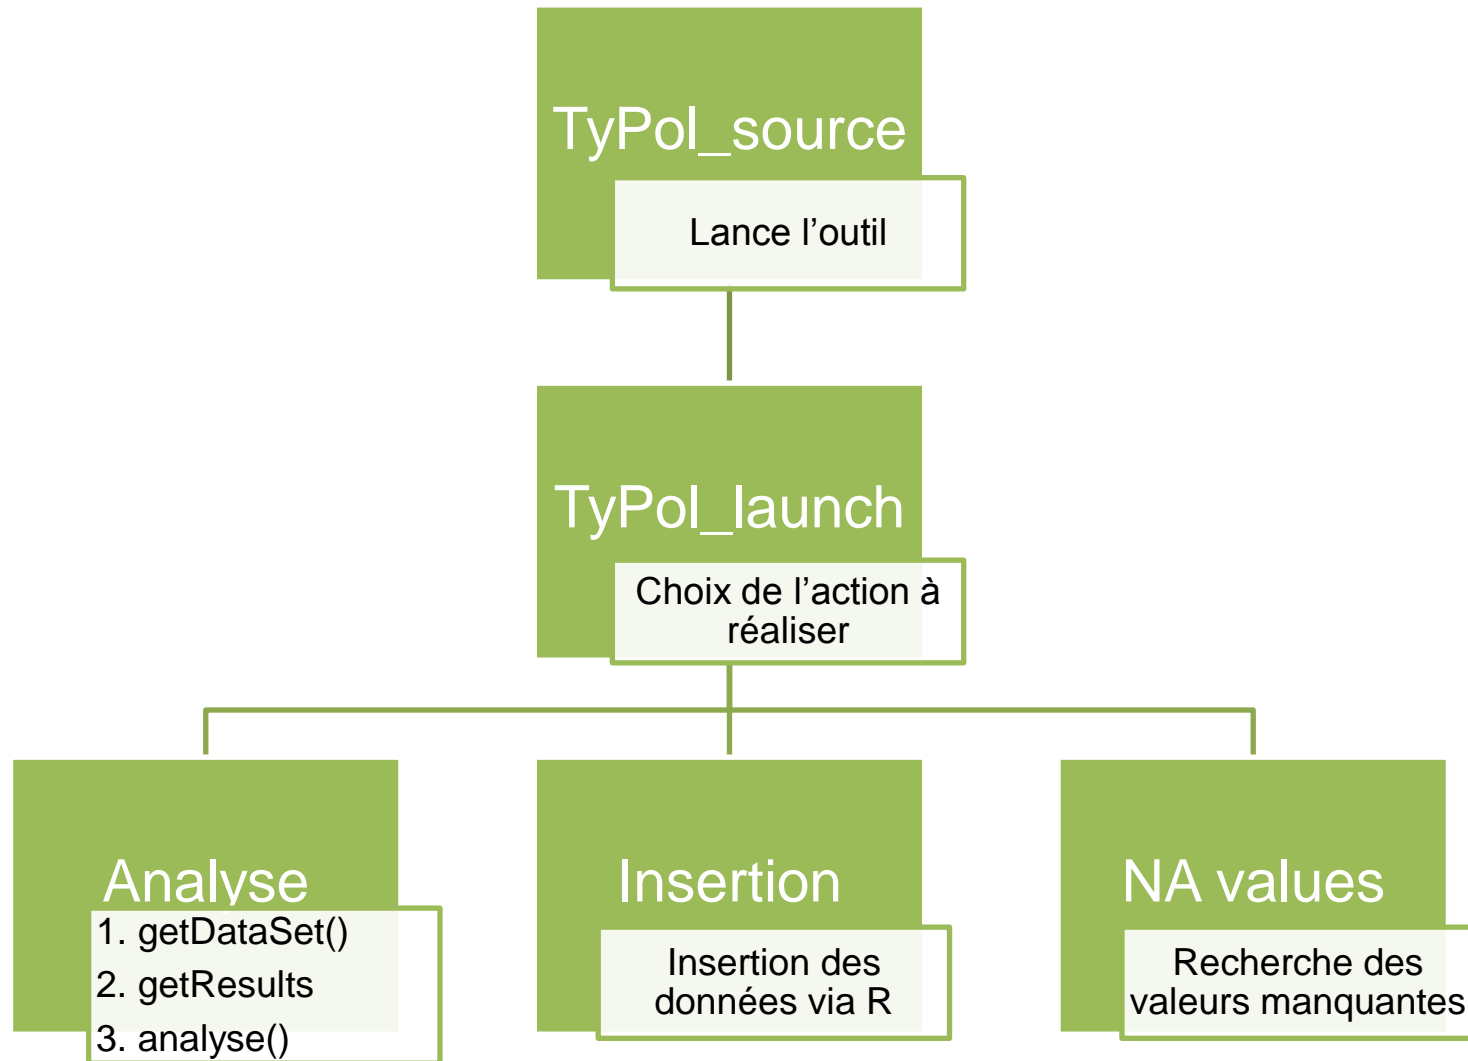 TyPol_source
Lance l’outil
TyPol_launch
Choix de l’action à
réaliser
Analyse
1. getDataSet()
2. getResults
3. analyse()
Insertion
Insertion des
données via R
NA values
Recherche des
valeurs manquantes